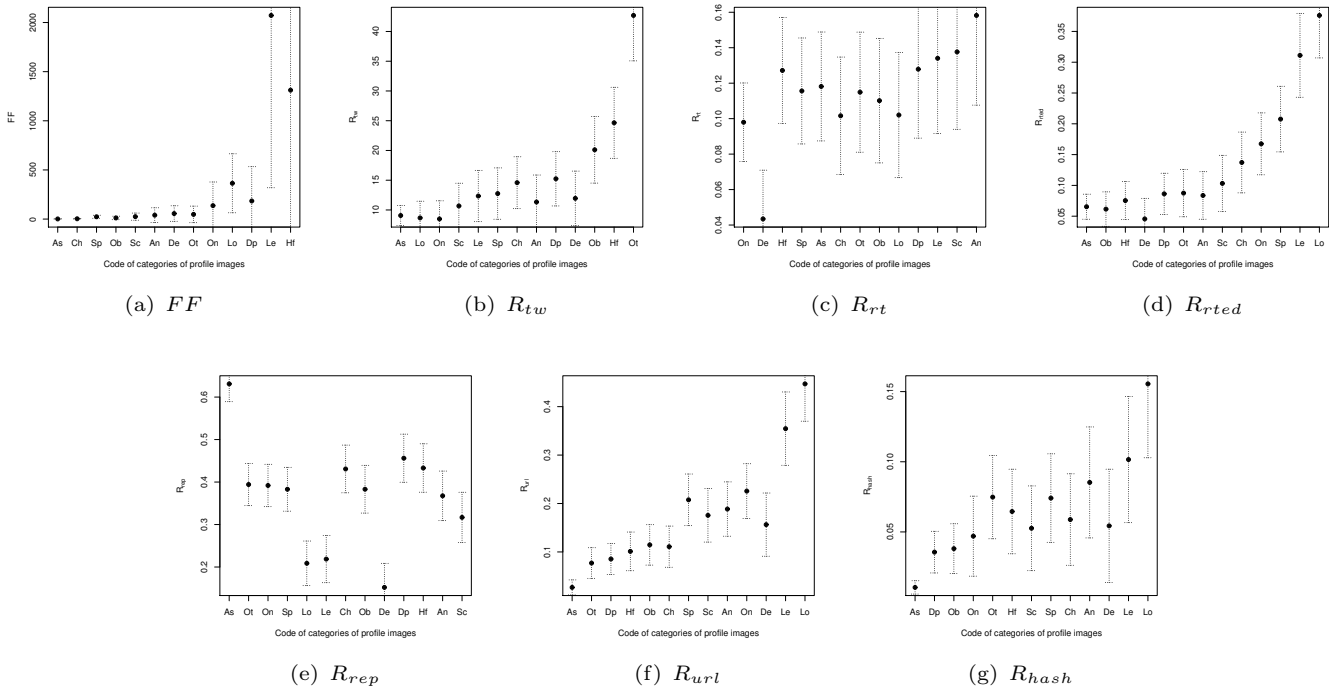 FF
0
500
1000
1500
2000
As Ch Sp Ob Sc An De Ot On Lo Dp Le Hf
Code of categories of profile images
(a) FF
R_tw
10
15
20
25
30
35
40
As Lo On Sc Le Sp Ch An Dp De Ob Hf Ot
Code of categories of profile images
(b) R_tw
R_rt
0.04
0.06
0.08
0.10
0.12
0.14
0.16
On De Hf Sp As Ch Ot Ob Lo Dp Le Sc An
Code of categories of profile images
(c) R_rt
R_rted
0.05
0.10
0.15
0.20
0.25
0.30
0.35
As Ob Hf De Dp Ot An Sc Ch On Sp Le Lo
Code of categories of profile images
(d) R_rted
R_rep
0.2
0.3
0.4
0.5
0.6
As Ot On Sp Lo Le Ch Ob De Dp Hf An Sc
Code of categories of profile images
(e) R_rep
R_url
0.1
0.2
0.3
0.4
As Ot Dp Hf Ob Ch Sp Sc An On De Le Lo
Code of categories of profile images
(f) R_url
R_hash
0.05
0.10
0.15
As Dp Ob On Ot Hf Sc Sp Ch An De Le Lo
Code of categories of profile images
(g) R_hash